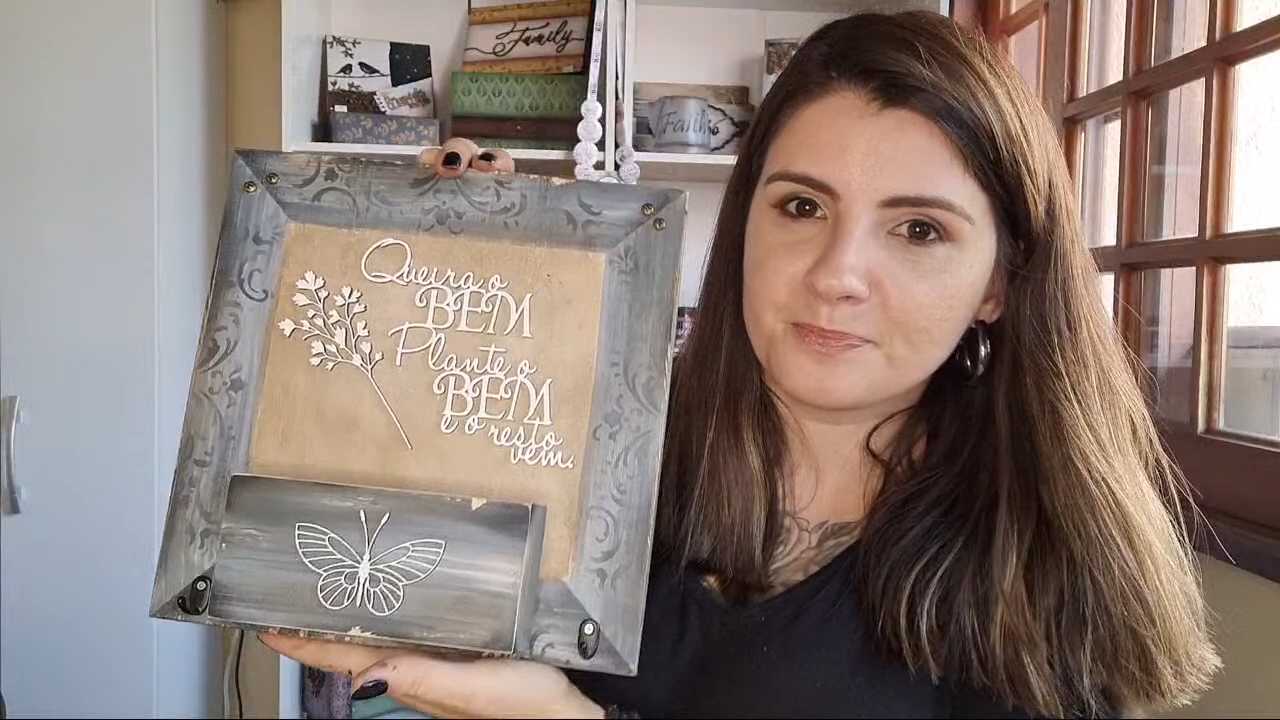 Family
Faith
Queira o
BEM
Plante o
BEM
e o resto
vem.